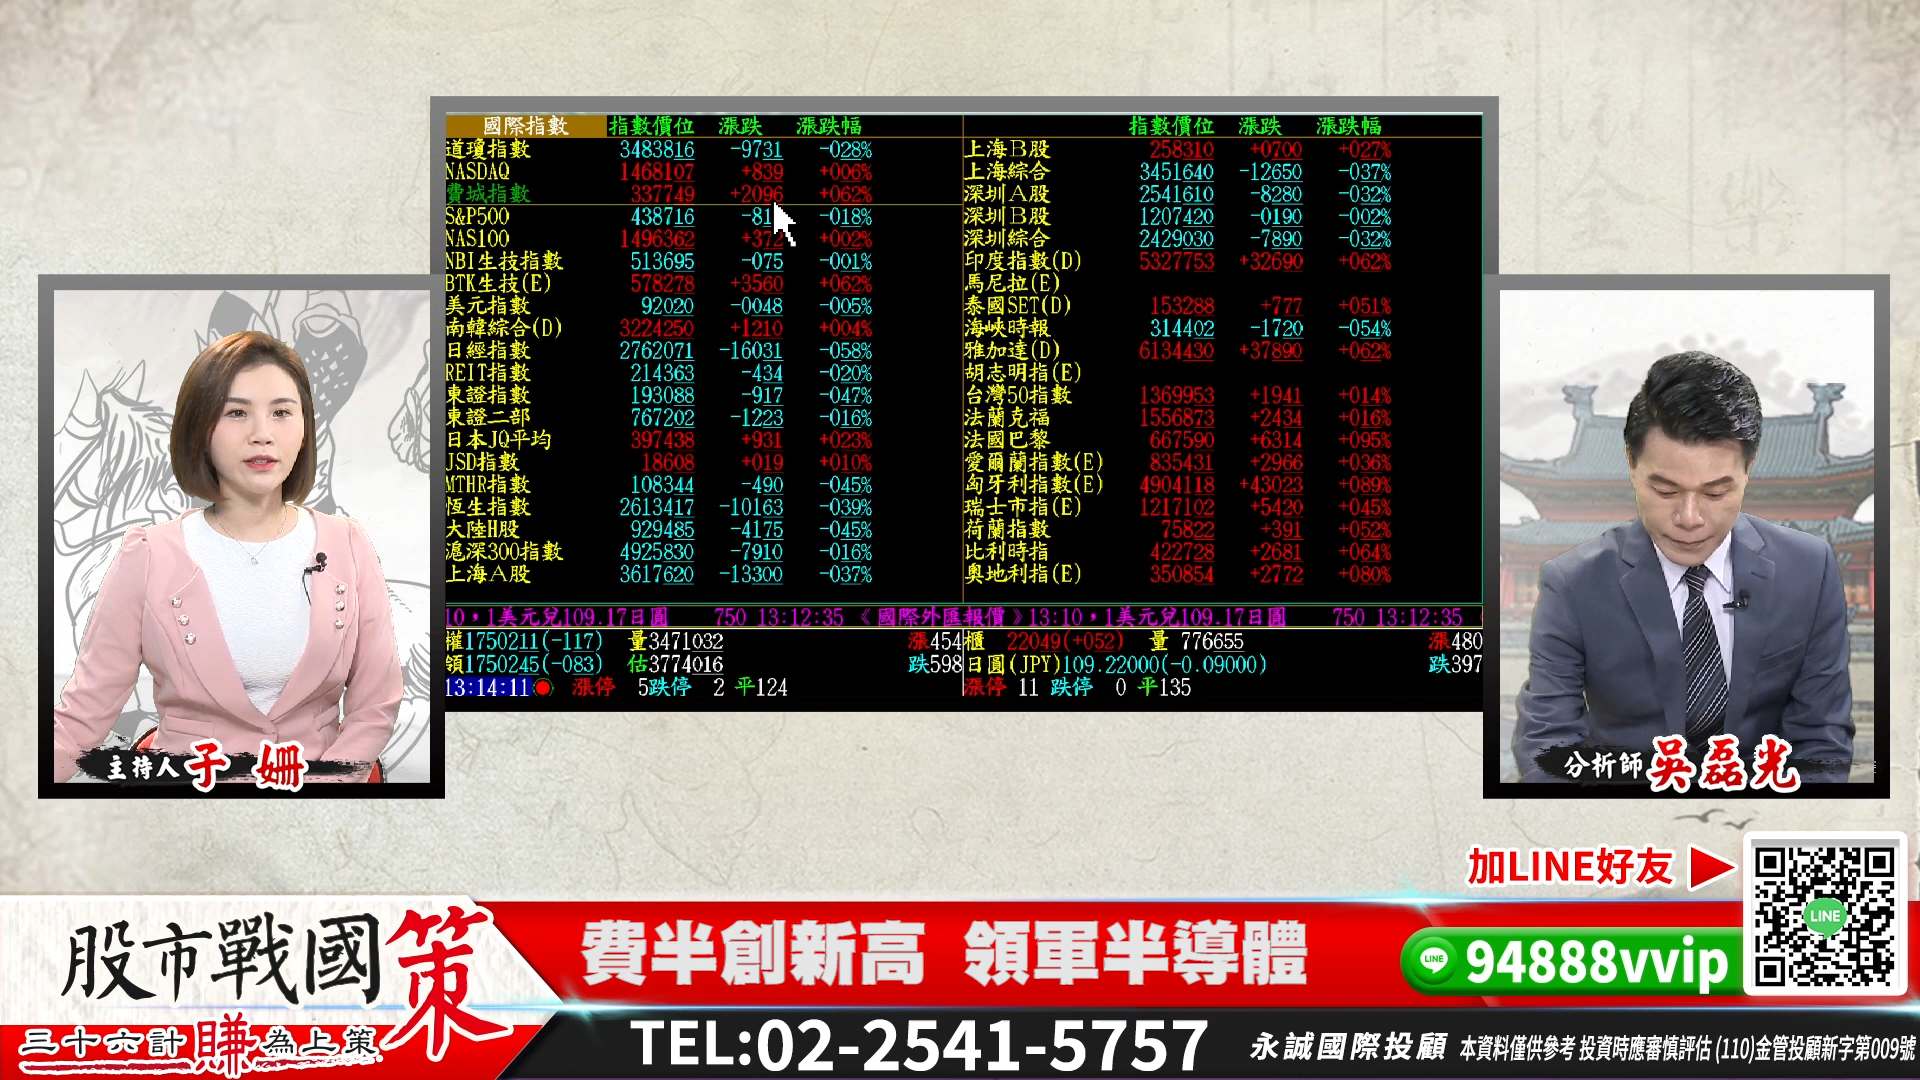 國際指數 指數價位 漲跌 漲跌幅
道瓊指數 3483816 -9731 -028%
NASDAQ 1468107 +839 +006%
費城指數 337749 +2096 +062%
S&P500 438716 -81 -018%
NAS100 1496362 +372 +002%
NBI生技指數 513695 -075 -001%
BTK生技(E) 578278 +3560 +062%
美元指數 92020 -0048 -005%
南韓綜合(D) 3224250 +1210 +004%
日經指數 2762071 -16031 -058%
REIT指數 214363 -434 -020%
東證指數 193088 -917 -047%
東證二部 767202 -1223 -016%
日本JQ平均 397438 +931 +023%
JSD指數 18608 +019 +010%
MTHR指數 108344 -490 -045%
恆生指數 2613417 -10163 -039%
大陸H股 929485 -4175 -045%
滬深300指數 4925830 -7910 -016%
上海A股 3617620 -13300 -037%
指數價位 漲跌 漲跌幅
上海B股 258310 +0700 +027%
上海綜合 3451640 -12650 -037%
深圳A股 2541610 -8280 -032%
深圳B股 1207420 -0190 -002%
深圳綜合 2429030 -7890 -032%
印度指數(D) 5327753 +32690 +062%
馬尼拉(E)
泰國SET(D) 153288 +777 +051%
海峽時報 314402 -1720 -054%
雅加達(D) 6134430 +37890 +062%
胡志明指(E)
台灣50指數 1369953 +1941 +014%
法蘭克福 1556873 +2434 +016%
法國巴黎 667590 +6314 +095%
愛爾蘭指數(E) 835431 +2966 +036%
匈牙利指數(E) 4904118 +43023 +089%
瑞士市指(E) 1217102 +5420 +045%
荷蘭指數 75822 +391 +052%
比利時指 422728 +2681 +064%
奧地利指(E) 350854 +2772 +080%
10，1美元兌109.17日圓 750 13:12:35 《國際外匯報價》13:10，1美元兌109.17日圓 750 13:12:35
權1750211(-117) 量3471032 漲454 櫃 22049(+052) 量 776655 漲480
領1750245(-083) 估3774016 跌598 日圓(JPY)109.22000(-0.09000) 跌397
13:14:11 漲停 5跌停 2 平124 漲停 11 跌停 0 平135
主持人 子 姍
分析師 吳磊光
加LINE好友
LINE
股市戰國策
三十六計 賺 為上策
費半創新高 領軍半導體
LINE 94888vvip
TEL:02-2541-5757
永誠國際投顧 本資料僅供參考 投資時應審慎評估 (110)金管投顧新字第009號